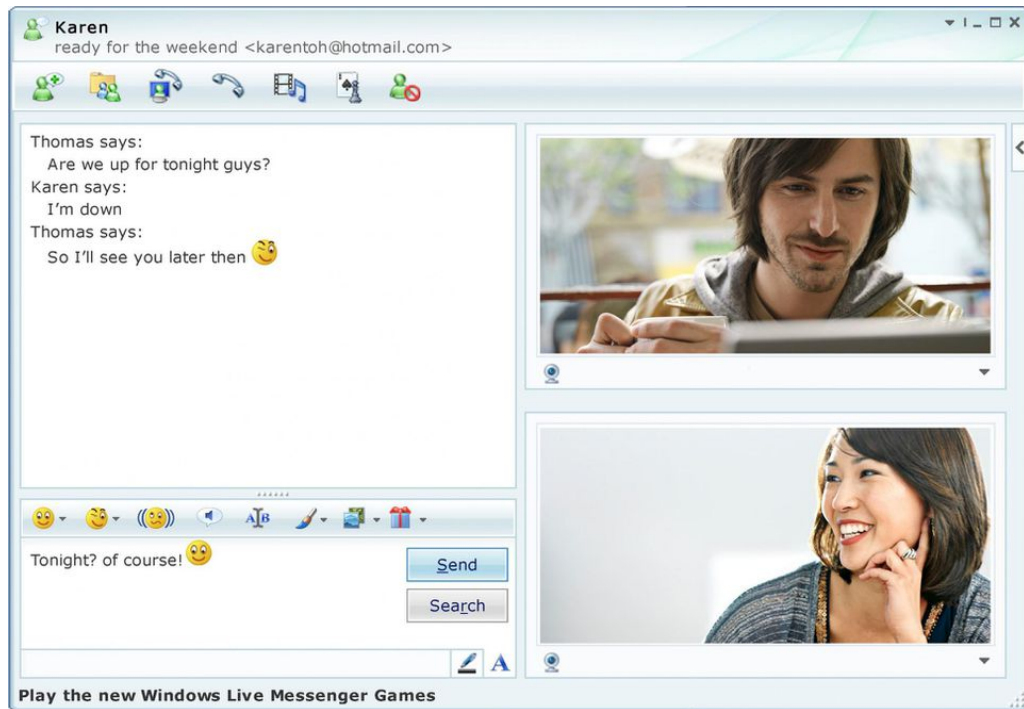 Karen
ready for the weekend <karentoh@hotmail.com>
Thomas says:
Are we up for tonight guys?
Karen says:
I'm down
Thomas says:
So I'll see you later then
AB
Tonight? of course!
Send
Search
A
Play the new Windows Live Messenger Games